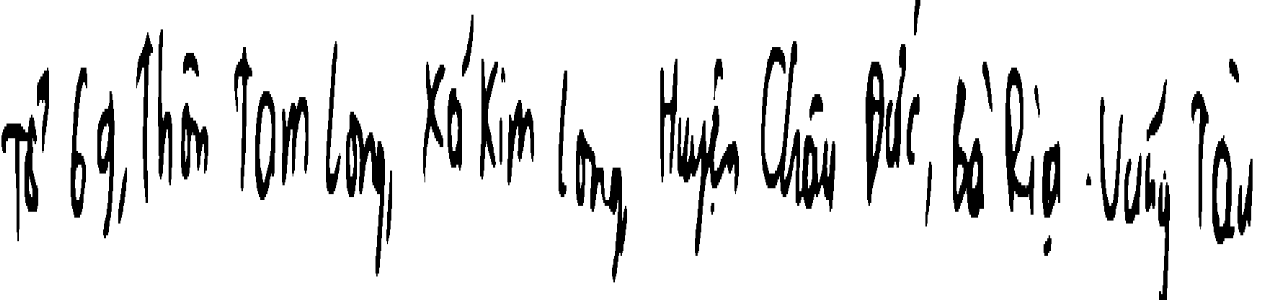 Tổ 69, Thôn Tam Long, Xã Kim Long, Huyện Châu Đức, Bà Rịa - Vũng Tàu